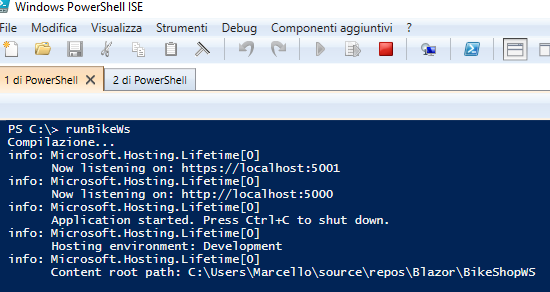 Windows PowerShell ISE
File Modifica Visualizza Strumenti Debug Componenti aggiuntivi ?
1 di PowerShell 2 di PowerShell
PS C:\> runBikeWs
Compilazione...
info: Microsoft.Hosting.Lifetime[0]
Now listening on: https://localhost:5001
info: Microsoft.Hosting.Lifetime[0]
Now listening on: http://localhost:5000
info: Microsoft.Hosting.Lifetime[0]
Application started. Press Ctrl+C to shut down.
info: Microsoft.Hosting.Lifetime[0]
Hosting environment: Development
info: Microsoft.Hosting.Lifetime[0]
Content root path: C:\Users\Marcello\source\repos\Blazor\BikeShopWS